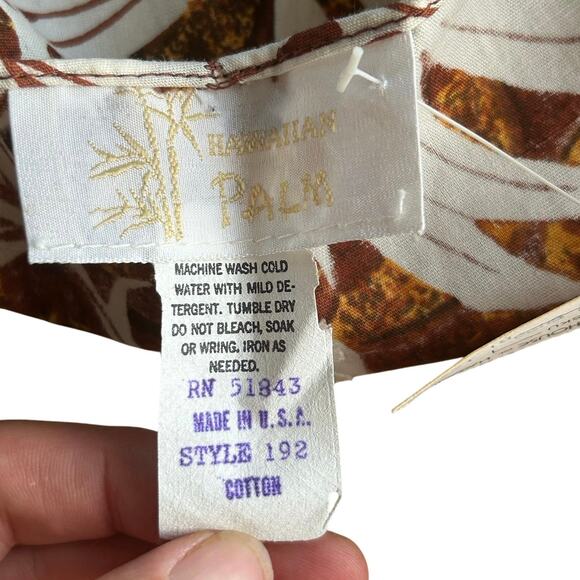 HAWAIIAN
PALM
MACHINE WASH COLD
WATER WITH MILD DE-
TERGENT. TUMBLE DRY
DO NOT BLEACH, SOAK
OR WRING. IRON AS
NEEDED.
RN 51843
MADE IN U.S.A.
STYLE 192
COTTON